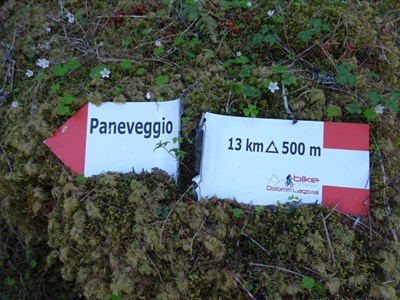 Paneveggio
13 km △ 500 m
bike
Dolomiti Lagorai